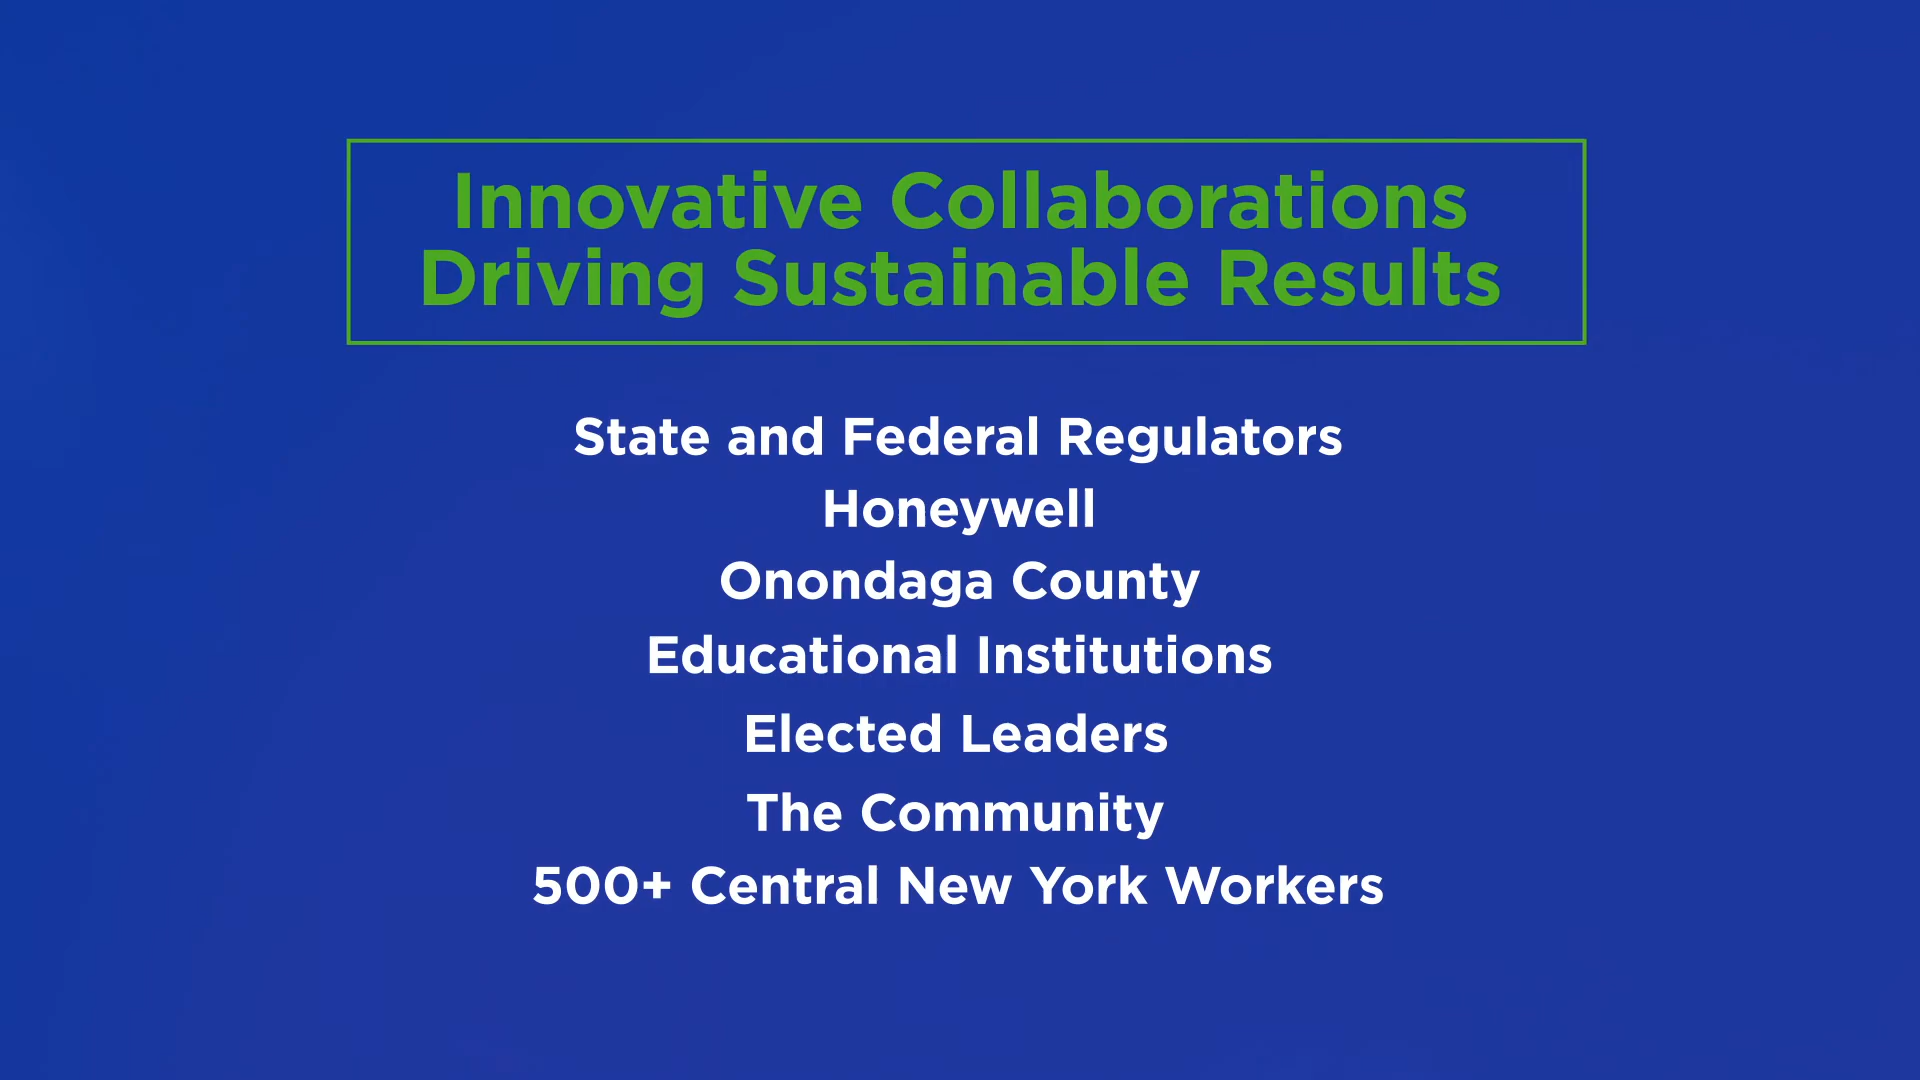 Innovative Collaborations
Driving Sustainable Results
State and Federal Regulators
Honeywell
Onondaga County
Educational Institutions
Elected Leaders
The Community
500+ Central New York Workers